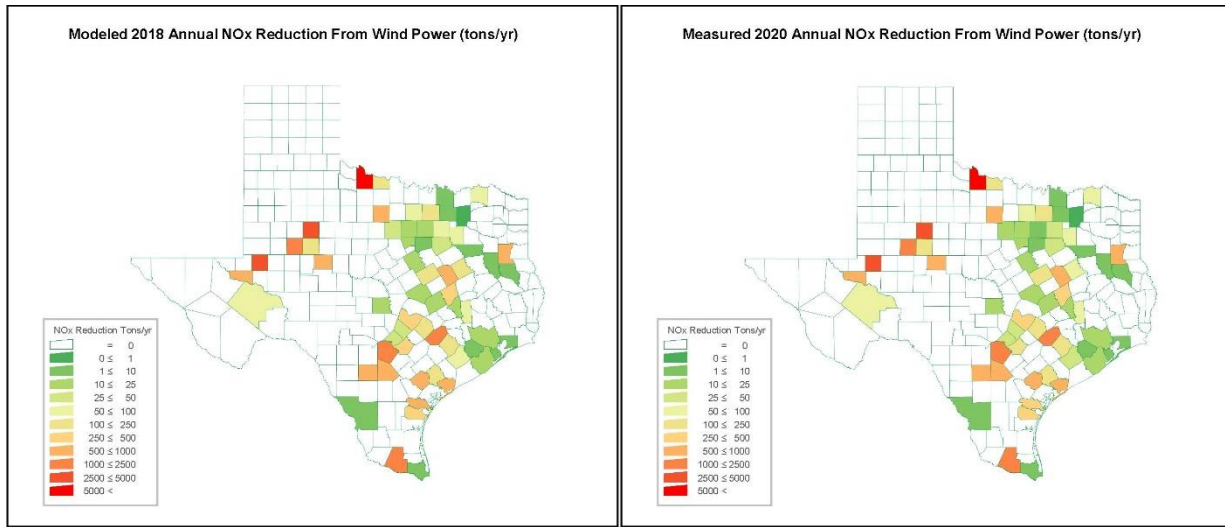 Modeled 2018 Annual NOx Reduction From Wind Power (tons/yr)
NOx Reduction Tons/yr
= 0
0 ≤ 1
1 ≤ 10
10 ≤ 25
25 ≤ 50
50 ≤ 100
100 ≤ 250
250 ≤ 500
500 ≤ 1000
1000 ≤ 2500
2500 ≤ 5000
5000 <
Measured 2020 Annual NOx Reduction From Wind Power (tons/yr)
NOx Reduction Tons/yr
= 0
0 ≤ 1
1 ≤ 10
10 ≤ 25
25 ≤ 50
50 ≤ 100
100 ≤ 250
250 ≤ 500
500 ≤ 1000
1000 ≤ 2500
2500 ≤ 5000
5000 <